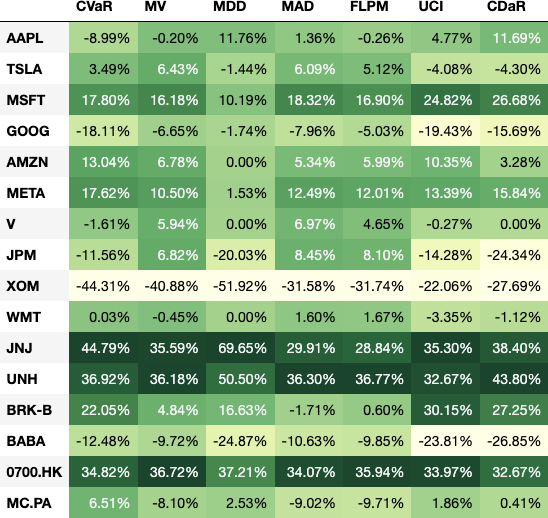 CVaR MV MDD MAD FLPM UCI CDaR
AAPL -8.99% -0.20% 11.76% 1.36% -0.26% 4.77% 11.69%
TSLA 3.49% 6.43% -1.44% 6.09% 5.12% -4.08% -4.30%
MSFT 17.80% 16.18% 10.19% 18.32% 16.90% 24.82% 26.68%
GOOG -18.11% -6.65% -1.74% -7.96% -5.03% -19.43% -15.69%
AMZN 13.04% 6.78% 0.00% 5.34% 5.99% 10.35% 3.28%
META 17.62% 10.50% 1.53% 12.49% 12.01% 13.39% 15.84%
V -1.61% 5.94% 0.00% 6.97% 4.65% -0.27% 0.00%
JPM -11.56% 6.82% -20.03% 8.45% 8.10% -14.28% -24.34%
XOM -44.31% -40.88% -51.92% -31.58% -31.74% -22.06% -27.69%
WMT 0.03% -0.45% 0.00% 1.60% 1.67% -3.35% -1.12%
JNJ 44.79% 35.59% 69.65% 29.91% 28.84% 35.30% 38.40%
UNH 36.92% 36.18% 50.50% 36.30% 36.77% 32.67% 43.80%
BRK-B 22.05% 4.84% 16.63% -1.71% 0.60% 30.15% 27.25%
BABA -12.48% -9.72% -24.87% -10.63% -9.85% -23.81% -26.85%
0700.HK 34.82% 36.72% 37.21% 34.07% 35.94% 33.97% 32.67%
MC.PA 6.51% -8.10% 2.53% -9.02% -9.71% 1.86% 0.41%